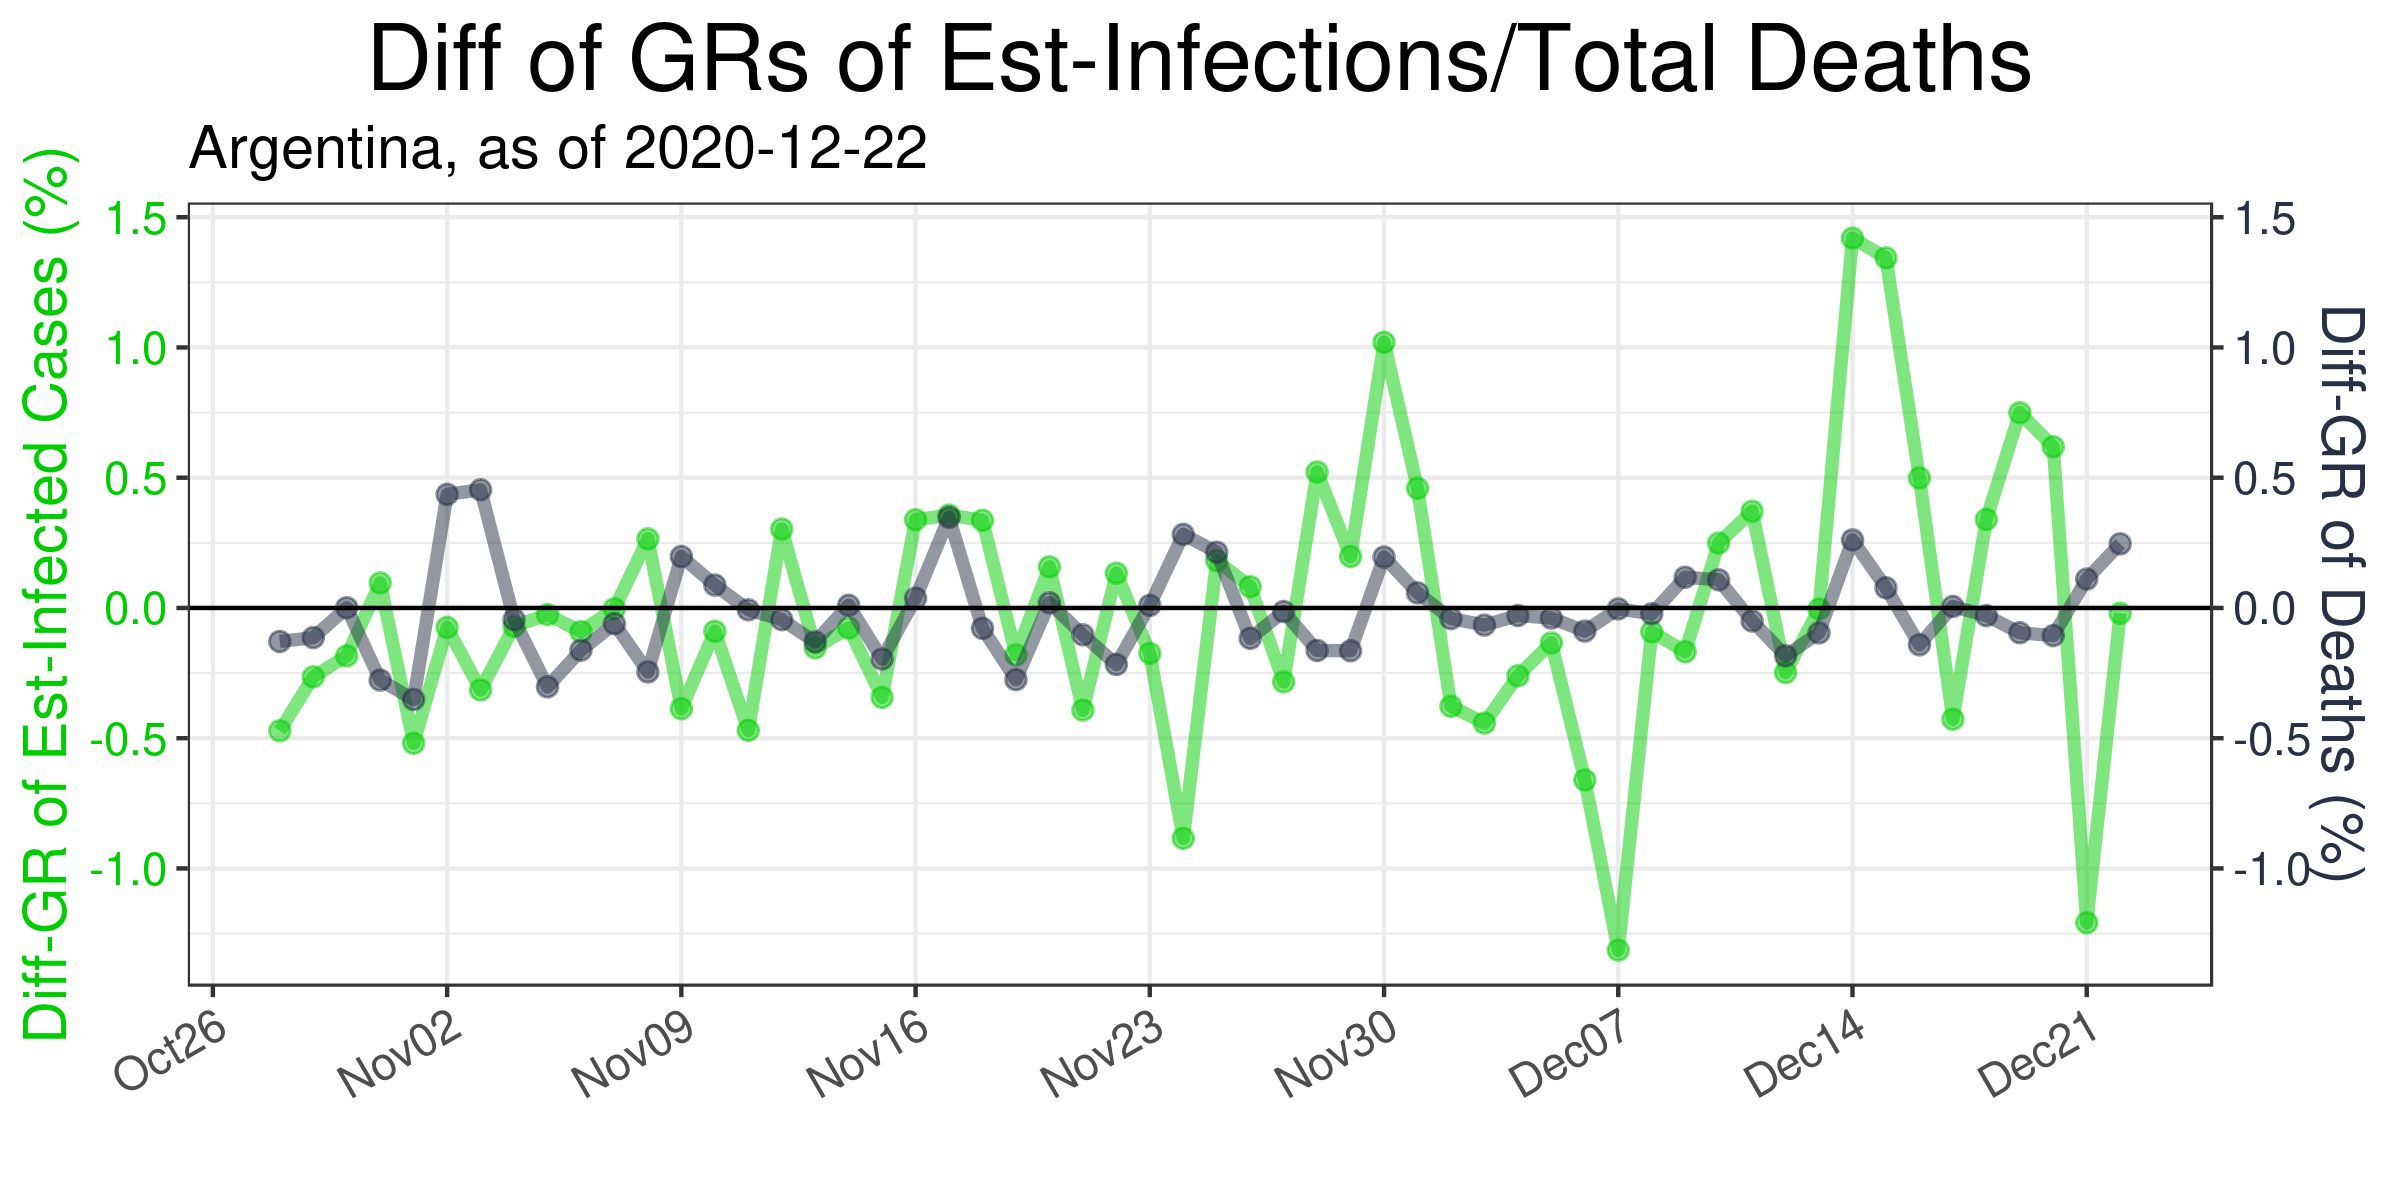 Diff of GRs of Est-Infections/Total Deaths
Argentina, as of 2020-12-22
Diff-GR of Est-Infected Cases (%)
1.5
1.0
0.5
0.0
-0.5
-1.0
1.5
1.0
0.5
0.0
-0.5
-1.0
Diff-GR of Deaths (%)
Oct26
Nov02
Nov09
Nov16
Nov23
Nov30
Dec07
Dec14
Dec21